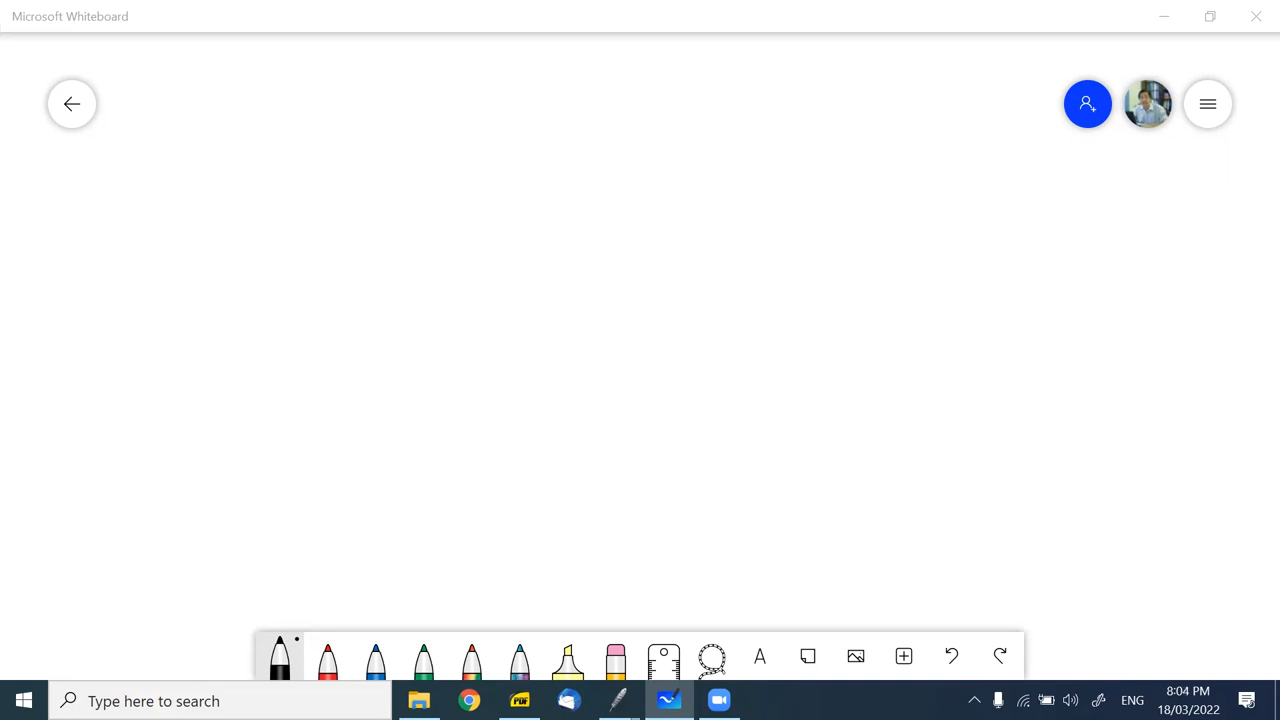 Microsoft Whiteboard
A
PDF
Type here to search
ENG
8:04 PM
18/03/2022